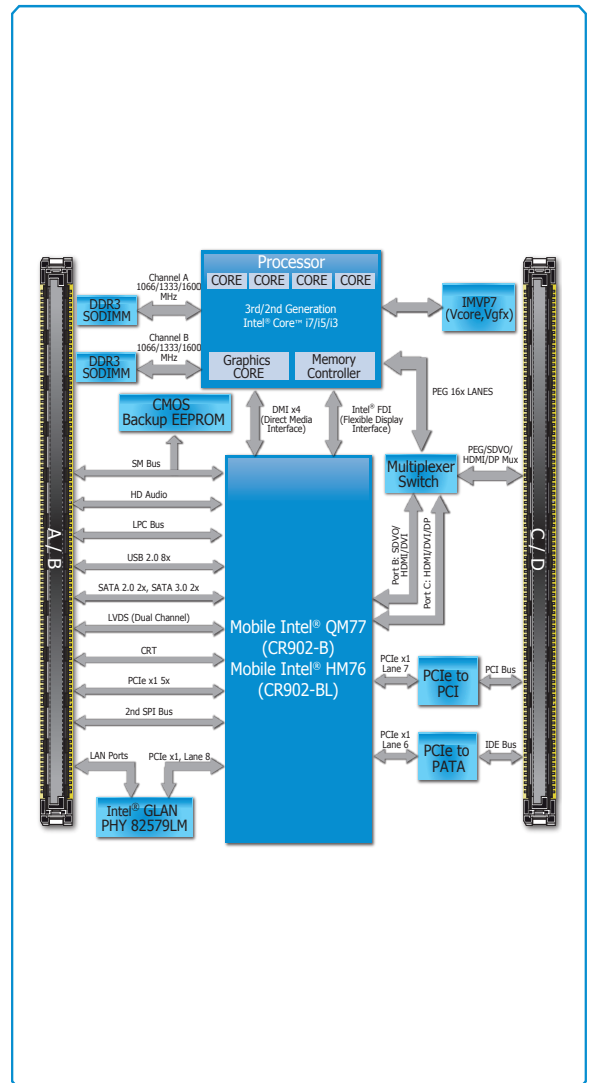 Processor
CORE CORE CORE CORE
3rd/2nd Generation
Intel® Core™ i7/i5/i3
Graphics
CORE
Memory
Controller
Channel A
1066/1333/1600
MHz
DDR3
SODIMM
Channel B
1066/1333/1600
MHz
DDR3
SODIMM
IMVP7
(Vcore,Vgfx)
CMOS
Backup EEPROM
DMI x4
(Direct Media
Interface)
Intel® FDI
(Flexible Display
Interface)
PEG 16x LANES
Multiplexer
Switch
PEG/SDVO/
HDMI/DP Mux
Port B: SDVO/
HDMI/DVI
Port C: HDMI/DVI/DP
A / B
C / D
SM Bus
HD Audio
LPC Bus
USB 2.0 8x
SATA 2.0 2x, SATA 3.0 2x
LVDS (Dual Channel)
CRT
PCIe x1 5x
2nd SPI Bus
LAN Ports
PCIe x1, Lane 8
Intel® GLAN
PHY 82579LM
Mobile Intel® QM77
(CR902-B)
Mobile Intel® HM76
(CR902-BL)
PCIe x1
Lane 7
PCIe to
PCI
PCI Bus
PCIe x1
Lane 6
PCIe to
PATA
IDE Bus